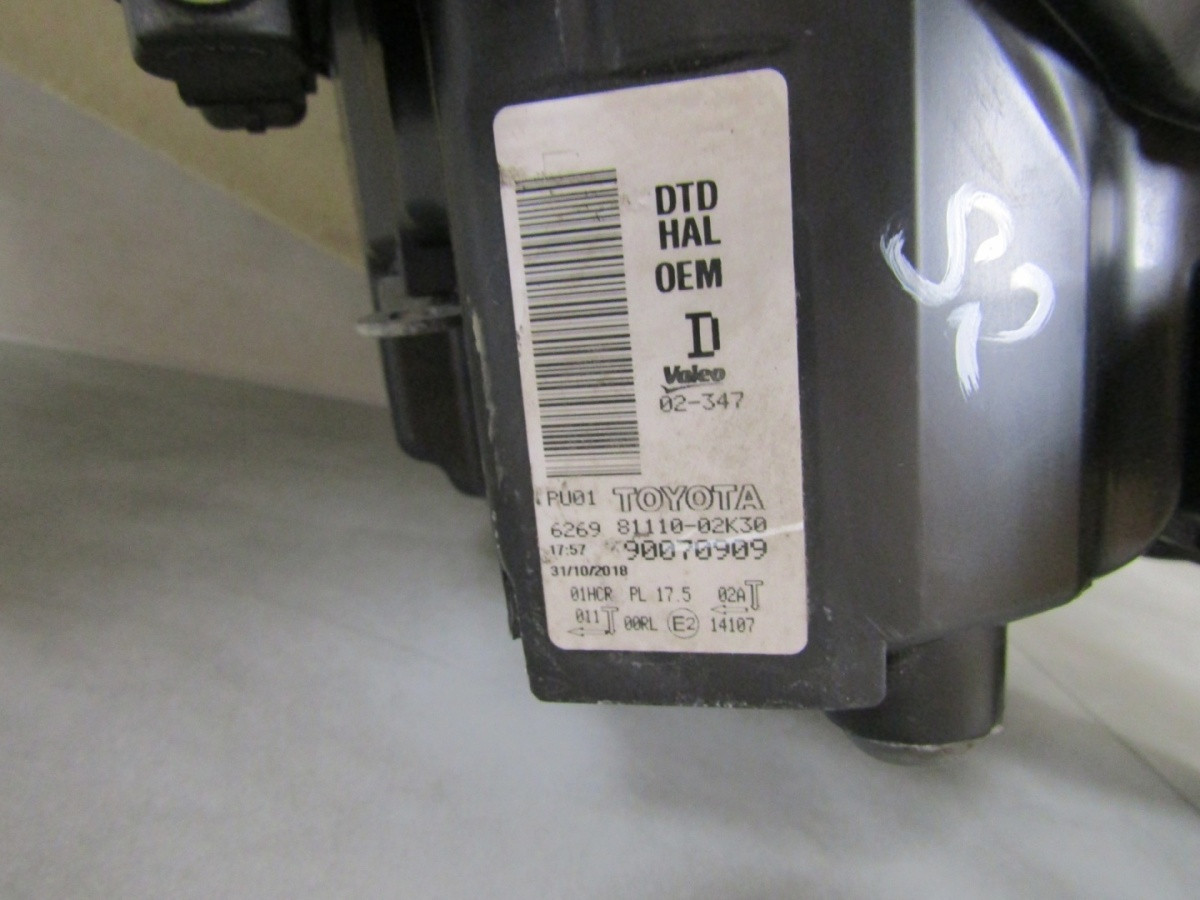 DTD
HAL
OEM
D
Valeo
02-347
PU01 TOYOTA
6269 81110-02K30
17:57 90070909
31/10/2018
01HCR PL 17.5 02A
011 00RL E2 14107